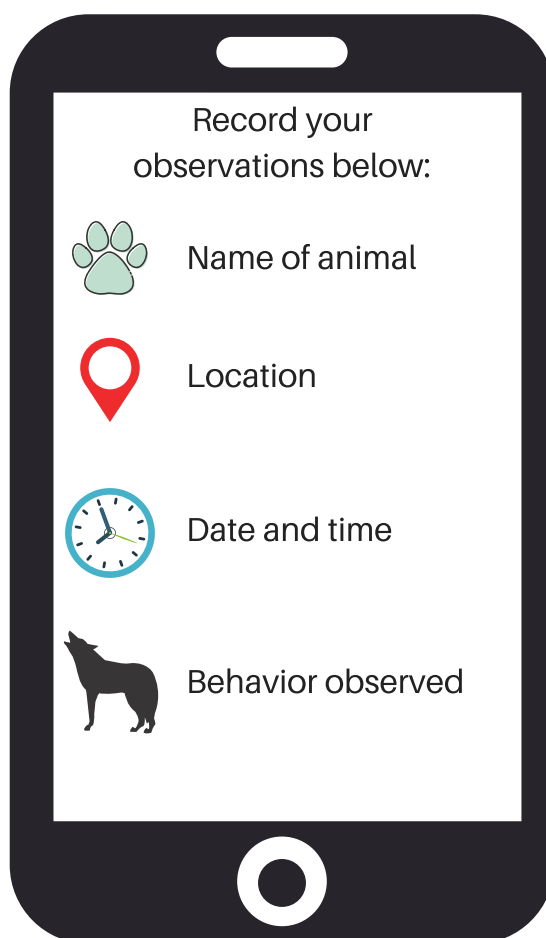 Record your
observations below:
Name of animal
Location
Date and time
Behavior observed